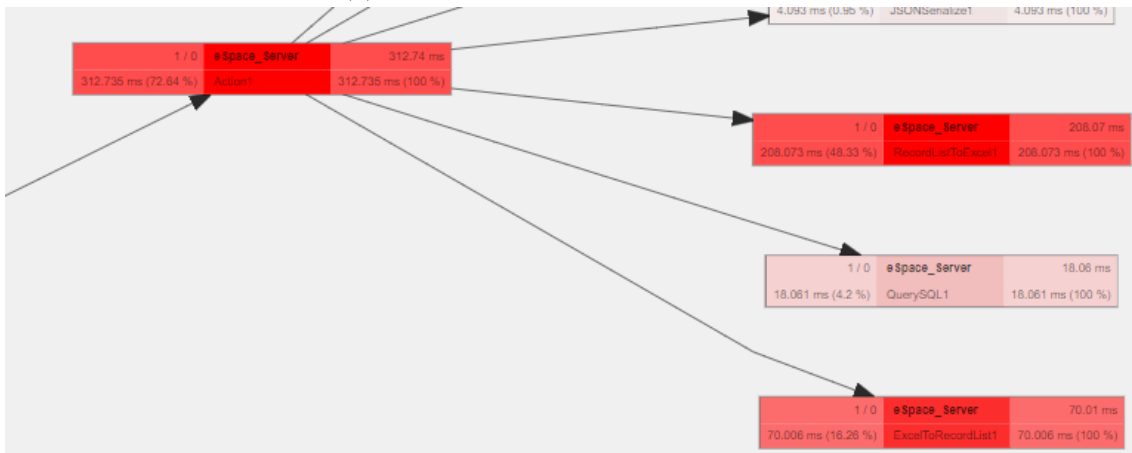 4.093 ms (0.95 %) JSONSerialize1 4.093 ms (100 %)
1 / 0 eSpace_Server 312.74 ms
312.735 ms (72.64 %) Action1 312.735 ms (100 %)
1 / 0 eSpace_Server 208.07 ms
208.073 ms (48.33 %) RecordListToExcel1 208.073 ms (100 %)
1 / 0 eSpace_Server 18.06 ms
18.061 ms (4.2 %) QuerySQL1 18.061 ms (100 %)
1 / 0 eSpace_Server 70.01 ms
70.006 ms (16.26 %) ExcelToRecordList1 70.006 ms (100 %)